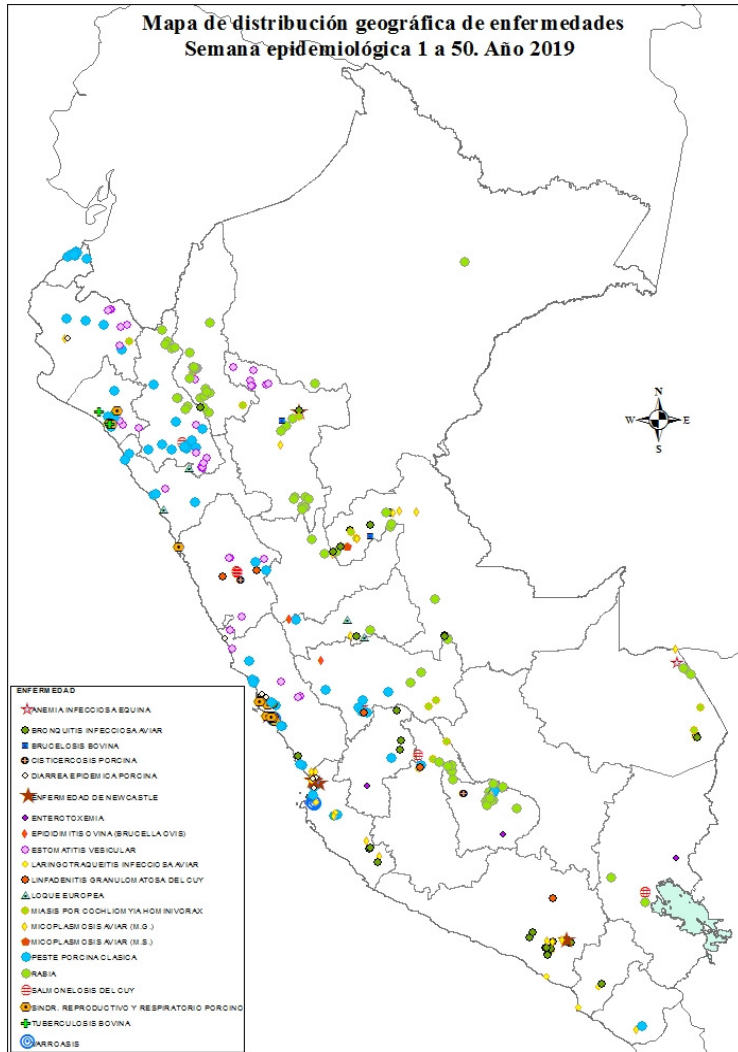 Mapa de distribución geográfica de enfermedades
Semana epidemiológica 1 a 50. Año 2019
N
W E
S
ENFERMEDAD
ANEMIA INFECCIOSA EQUINA
BRONQUITIS INFECCIOSA AVIAR
BRUCELOSIS BOVINA
CISTICERCOSIS PORCINA
DIARREA EPIDEMICA PORCINA
ENFERMEDAD DE NEWCASTLE
ENTEROTOXEMIA
EPIDIDIMITIS OVINA (BRUCELLA OVIS)
ESTOMATITIS VESICULAR
LARINGOTRAQUEITIS INFECCIOSA AVIAR
LINFADENITIS GRANULOMATOSA DEL CUY
LOQUE EUROPEA
MIASIS POR COCHLIOMYIA HOMINIVORAX
MICOPLASMOSIS AVIAR (M.G.)
MICOPLASMOSIS AVIAR (M.S.)
PESTE PORCINA CLASICA
RABIA
SALMONELOSIS DEL CUY
SINDR. REPRODUCTIVO Y RESPIRATORIO PORCINO
TUBERCULOSIS BOVINA
VARROASIS